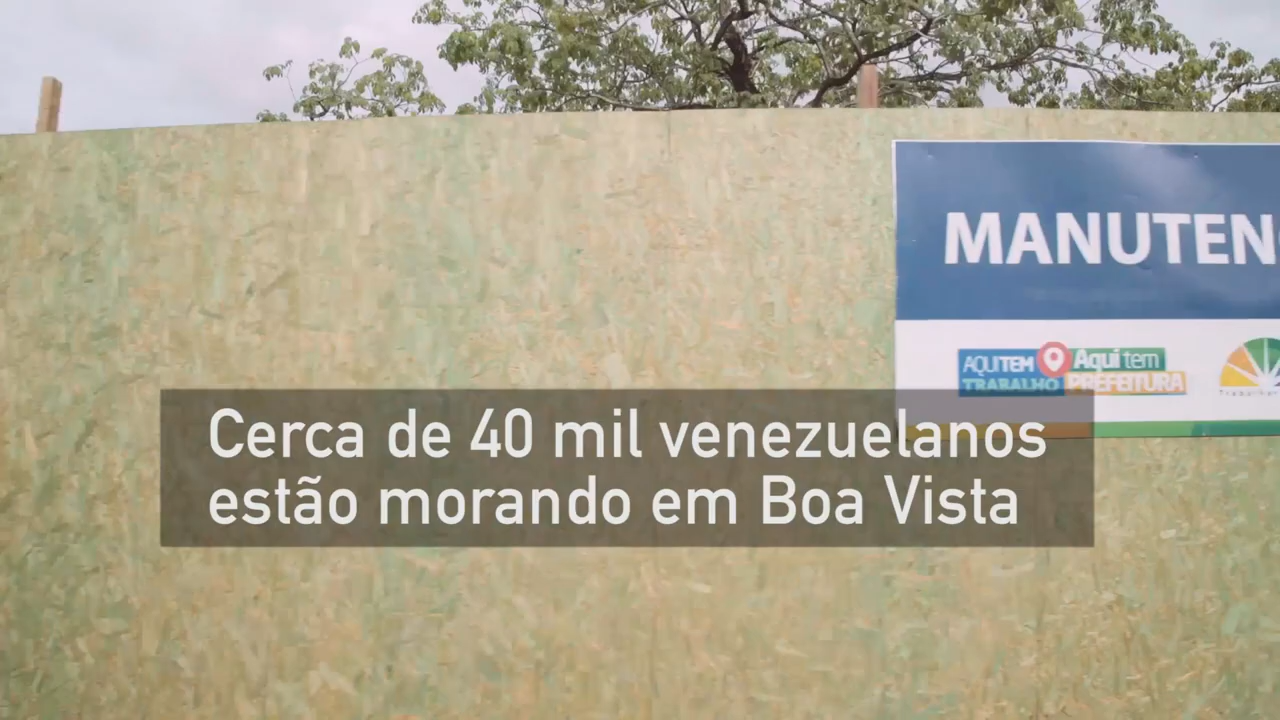 MANUTEN
AQUI TEM
TRABALHO
Aqui tem
PREFEITURA
Cerca de 40 mil venezuelanos
estão morando em Boa Vista